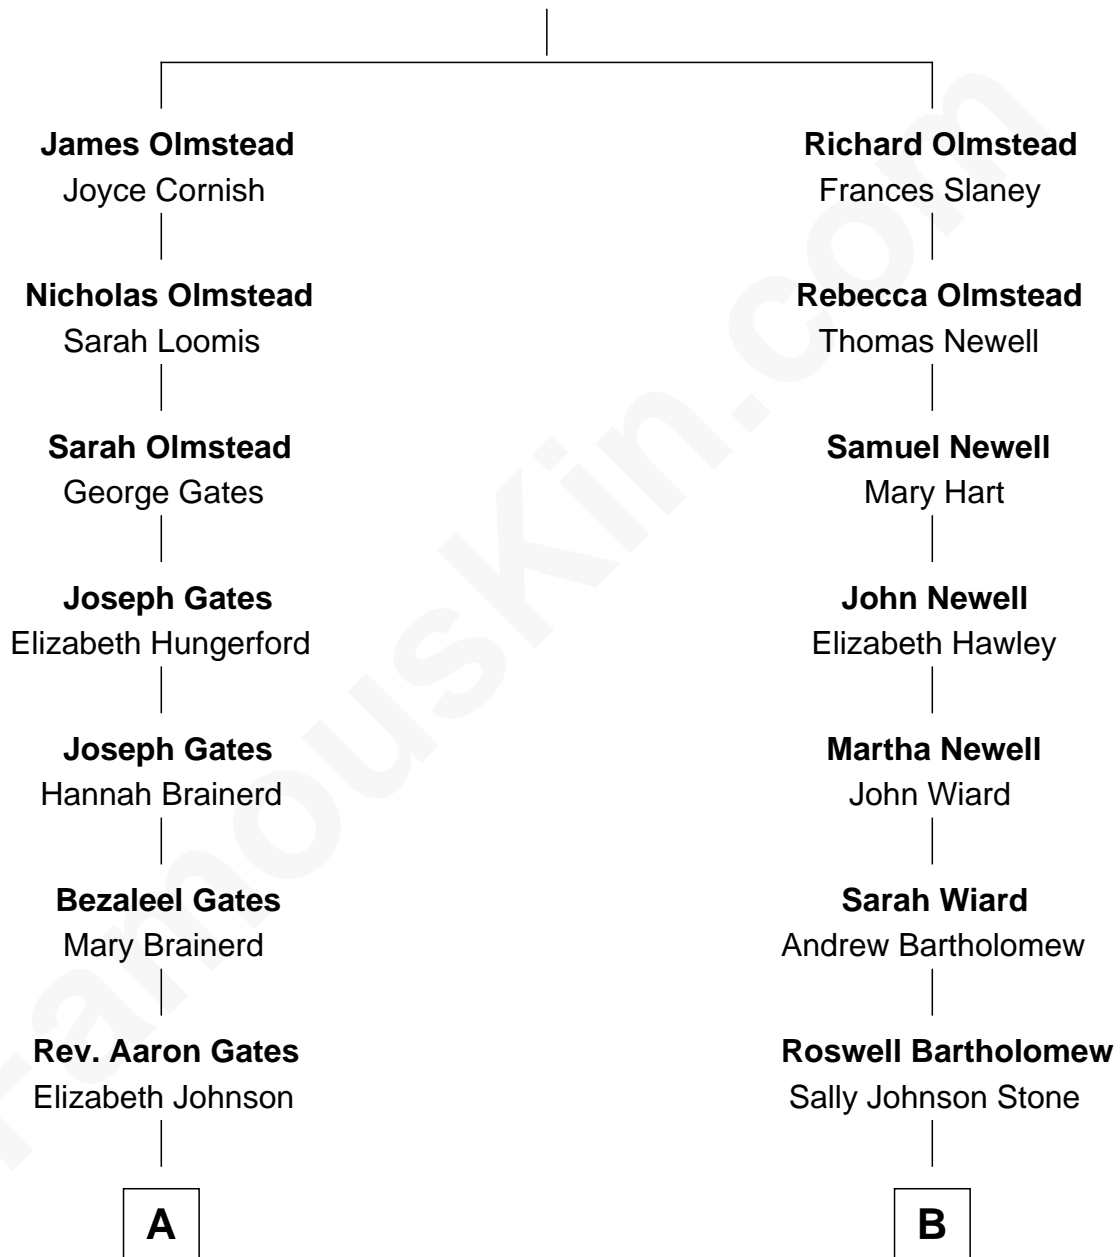 James Olmstead
Joyce Cornish
Nicholas Olmstead
Sarah Loomis
Sarah Olmstead
George Gates
Joseph Gates
Elizabeth Hungerford
Joseph Gates
Hannah Brainerd
Bezaleel Gates
Mary Brainerd
Rev. Aaron Gates
Elizabeth Johnson
A
Richard Olmstead
Frances Slaney
Rebecca Olmstead
Thomas Newell
Samuel Newell
Mary Hart
John Newell
Elizabeth Hawley
Martha Newell
John Wiard
Sarah Wiard
Andrew Bartholomew
Roswell Bartholomew
Sally Johnson Stone
B
FamousKin.com